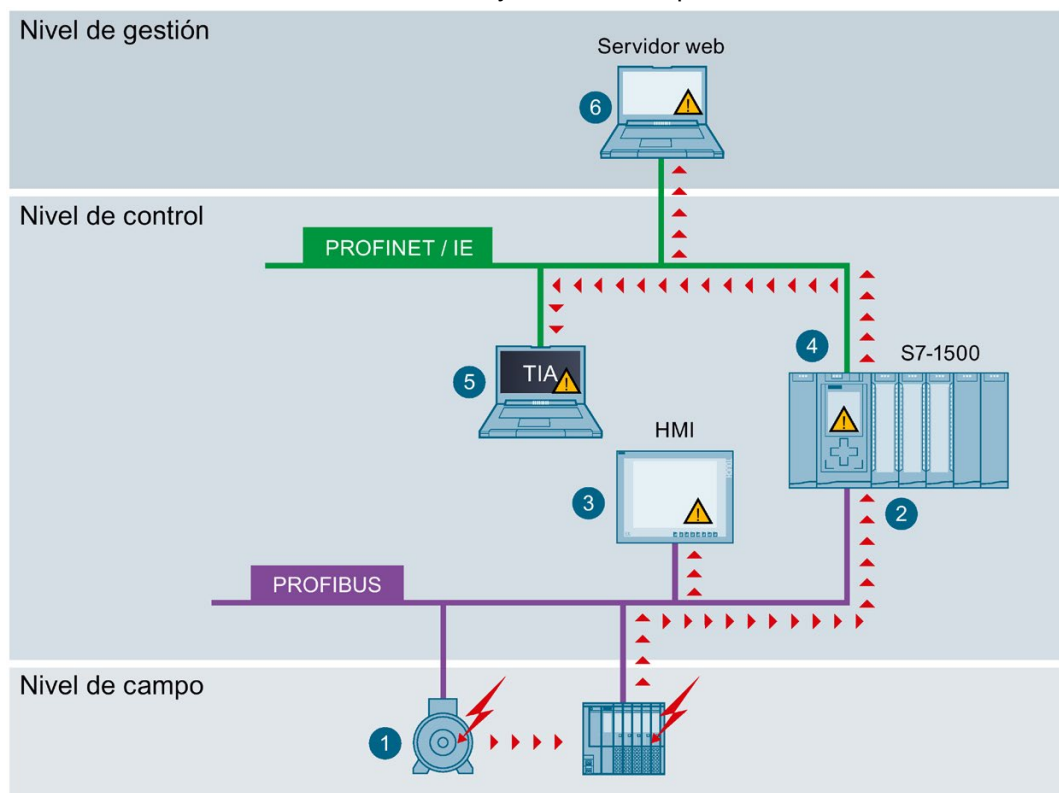 Nivel de gestión
Servidor web
6
Nivel de control
PROFINET / IE
4
S7-1500
5
TIA
HMI
3
2
PROFIBUS
Nivel de campo
1